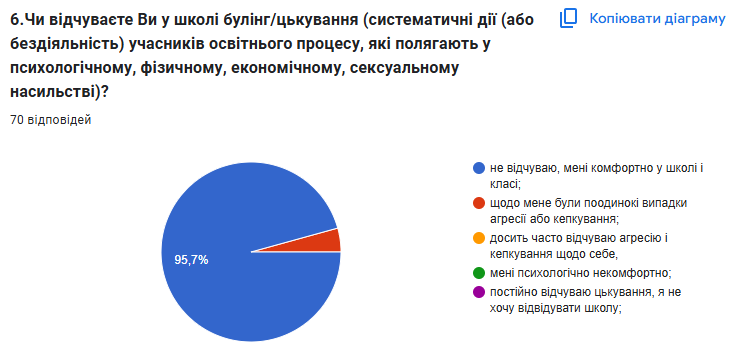 6.Чи відчуваєте Ви у школі булінг/цькування (систематичні дії (або
бездіяльність) учасників освітнього процесу, які полягають у
психологічному, фізичному, економічному, сексуальному
насильстві)?
Копіювати діаграму
70 відповідей
95,7%
не відчуваю, мені комфортно у школі і
класі;
щодо мене були поодинокі випадки
агресії або кепкування;
досить часто відчуваю агресію і
кепкування щодо себе,
мені психологічно некомфортно;
постійно відчуваю цькування, я не
хочу відвідувати школу;